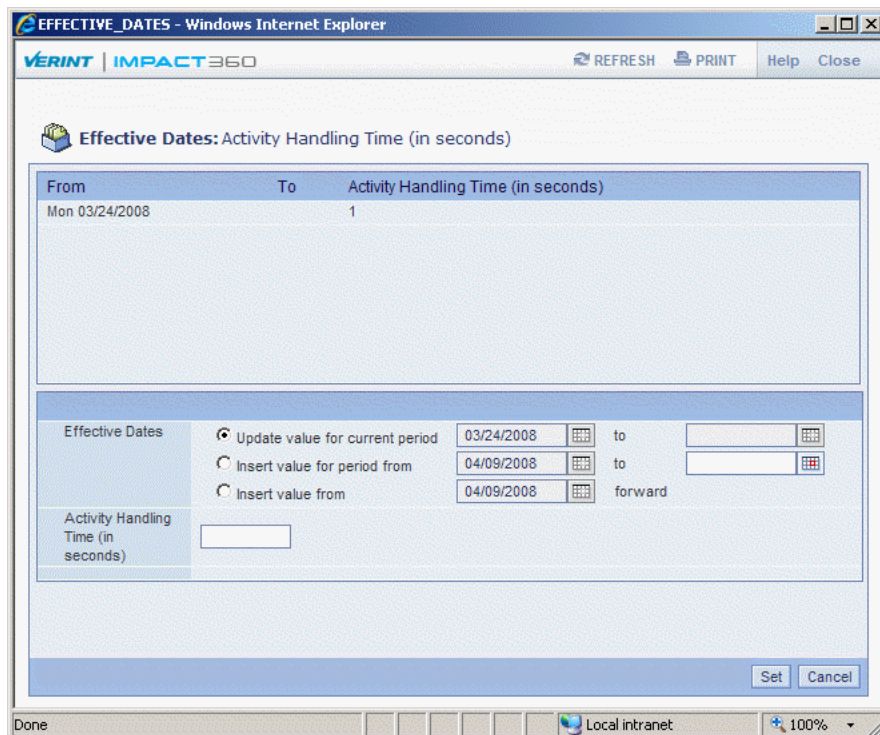 EFFECTIVE_DATES - Windows Internet Explorer
VERINT | IMPACT360 REFRESH PRINT Help Close
Effective Dates: Activity Handling Time (in seconds)
From To Activity Handling Time (in seconds)
Mon 03/24/2008 1
Effective Dates Update value for current period 03/24/2008 to
Insert value for period from 04/09/2008 to
Insert value from 04/09/2008 forward
Activity Handling
Time (in
seconds)
Set Cancel
Done Local intranet 100%